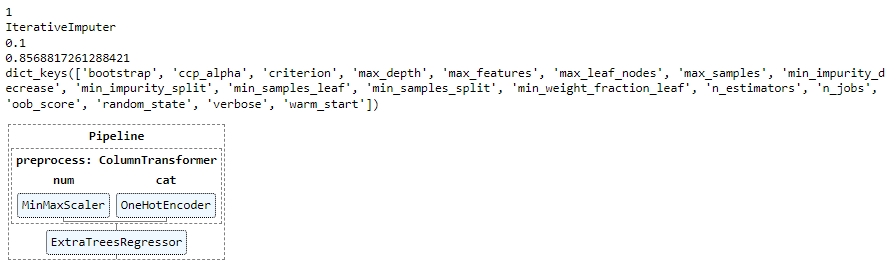 1
IterativeImputer
0.1
0.8568817261288421
dict_keys(['bootstrap', 'ccp_alpha', 'criterion', 'max_depth', 'max_features', 'max_leaf_nodes', 'max_samples', 'min_impurity_d
ecrease', 'min_impurity_split', 'min_samples_leaf', 'min_samples_split', 'min_weight_fraction_leaf', 'n_estimators', 'n_jobs',
'oob_score', 'random_state', 'verbose', 'warm_start'])
Pipeline
preprocess: ColumnTransformer
num cat
MinMaxScaler OneHotEncoder
ExtraTreesRegressor